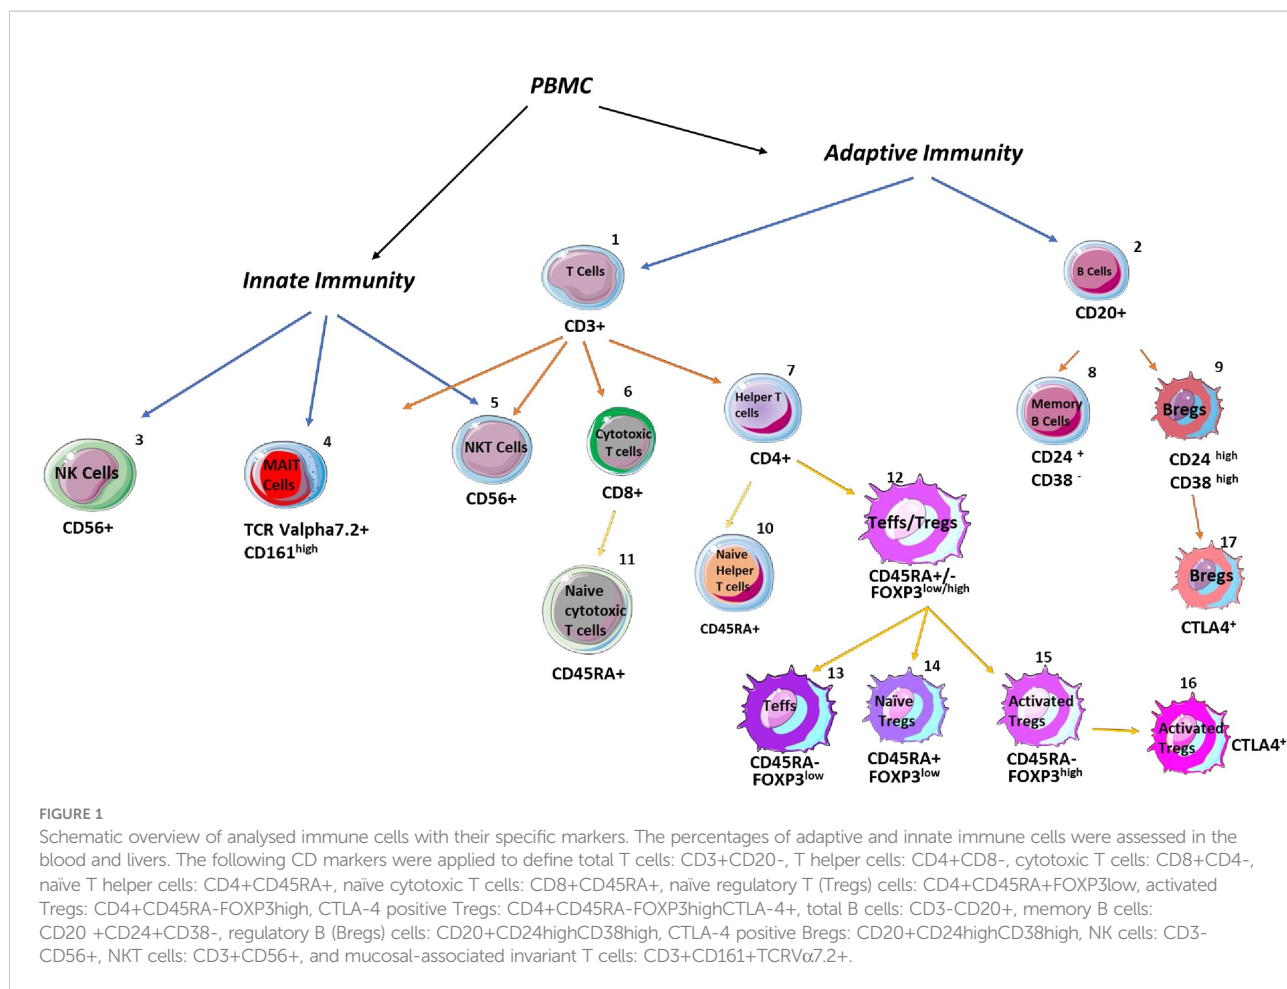 PBMC
Adaptive Immunity
Innate Immunity
1
T Cells
CD3+
2
B Cells
CD20+
3
NK Cells
CD56+
4
MAIT
Cells
TCR Valpha7.2+
CD161high
5
NKT Cells
CD56+
6
Cytotoxic
T cells
CD8+
7
Helper T
cells
CD4+
8
Memory
B Cells
CD24 +
CD38 -
9
Bregs
CD24 high
CD38 high
10
Naive
Helper
T cells
CD45RA+
11
Naive
cytotoxic
T cells
CD45RA+
12
Teffs/Tregs
CD45RA+/-
FOXP3low/high
17
Bregs
CTLA4+
13
Teffs
CD45RA-
FOXP3low
14
Naïve
Tregs
CD45RA+
FOXP3low
15
Activated
Tregs
CD45RA-
FOXP3high
16
Activated
Tregs
CTLA4+
FIGURE 1
Schematic overview of analysed immune cells with their specific markers. The percentages of adaptive and innate immune cells were assessed in the
blood and livers. The following CD markers were applied to define total T cells: CD3+CD20-, T helper cells: CD4+CD8-, cytotoxic T cells: CD8+CD4-,
naïve T helper cells: CD4+CD45RA+, naïve cytotoxic T cells: CD8+CD45RA+, naïve regulatory T (Tregs) cells: CD4+CD45RA+FOXP3low, activated
Tregs: CD4+CD45RA-FOXP3high, CTLA-4 positive Tregs: CD4+CD45RA-FOXP3highCTLA-4+, total B cells: CD3-CD20+, memory B cells:
CD20 +CD24+CD38-, regulatory B (Bregs) cells: CD20+CD24highCD38high, CTLA-4 positive Bregs: CD20+CD24highCD38high, NK cells: CD3-
CD56+, NKT cells: CD3+CD56+, and mucosal-associated invariant T cells: CD3+CD161+TCRVα7.2+.